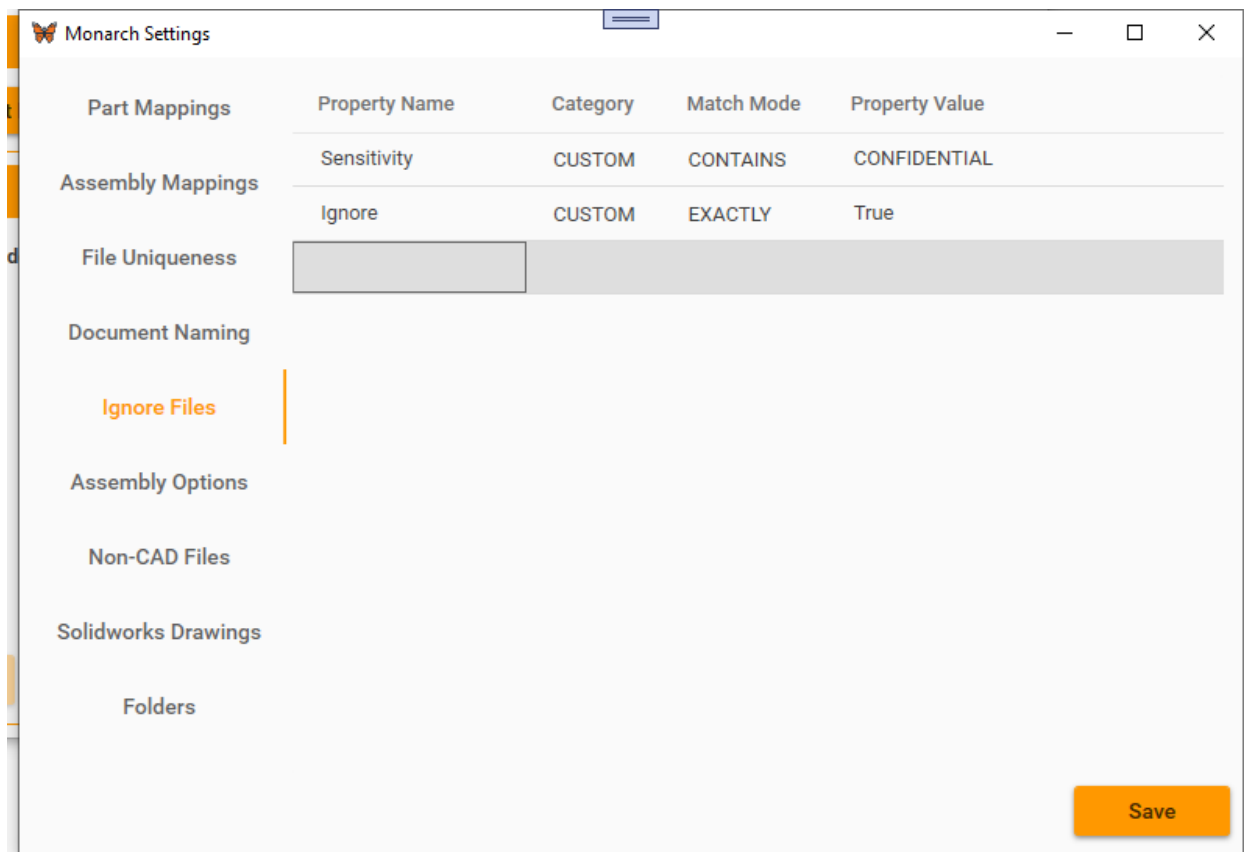 Monarch Settings
Part Mappings
Assembly Mappings
File Uniqueness
Document Naming
Ignore Files
Assembly Options
Non-CAD Files
Solidworks Drawings
Folders
Property Name Category Match Mode Property Value
Sensitivity CUSTOM CONTAINS CONFIDENTIAL
Ignore CUSTOM EXACTLY True
Save
t
d